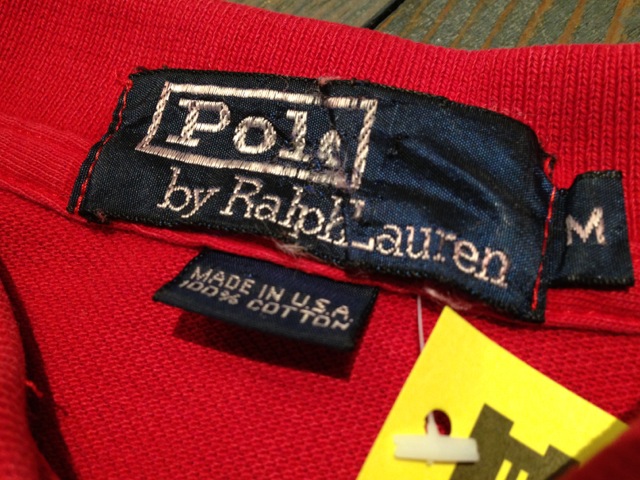 Polo
by Ralph Lauren
M
MADE IN U.S.A.
100% COTTON